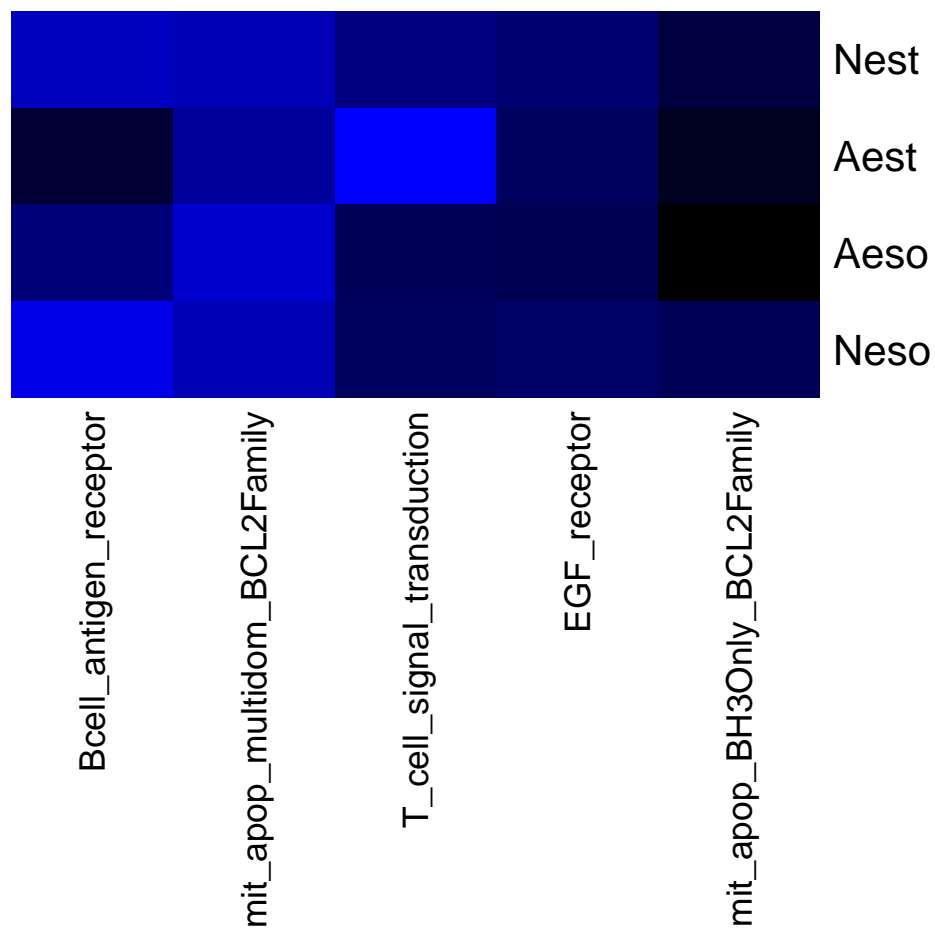 Nest
Aest
Aeso
Neso
Bcell_antigen_receptor
mit_apop_multidom_BCL2Family
T_cell_signal_transduction
EGF_receptor
mit_apop_BH3Only_BCL2Family